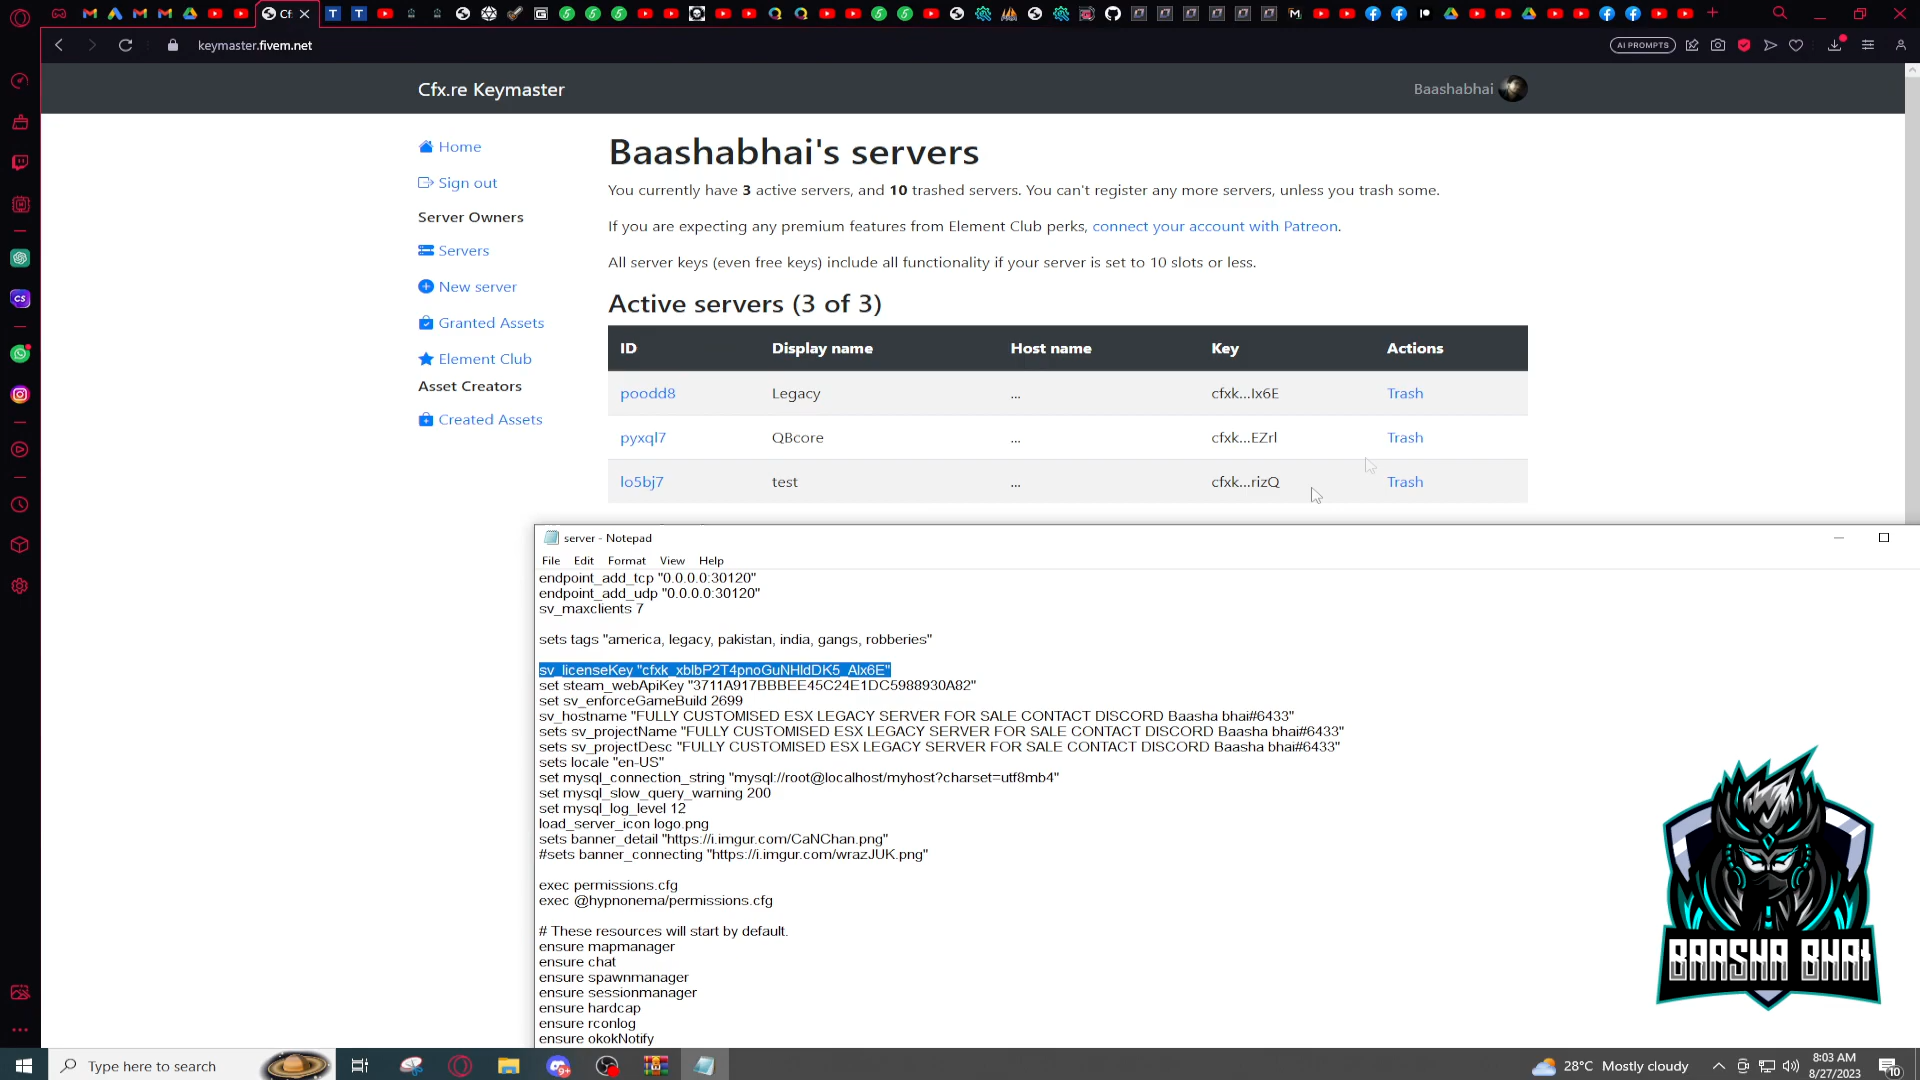 Cf
keymaster.fivem.net
AI PROMPTS
Cfx.re Keymaster
Baashabhai
Home
Sign out
Server Owners
Servers
New server
Granted Assets
Element Club
Asset Creators
Created Assets
Baashabhai's servers
You currently have 3 active servers, and 10 trashed servers. You can't register any more servers, unless you trash some.
If you are expecting any premium features from Element Club perks, connect your account with Patreon.
All server keys (even free keys) include all functionality if your server is set to 10 slots or less.
Active servers (3 of 3)
ID Display name Host name Key Actions
poodd8 Legacy ... cfxk...Ix6E Trash
pyxql7 QBcore ... cfxk...EZrl Trash
lo5bj7 test ... cfxk...rizQ Trash
server - Notepad
File Edit Format View Help
endpoint_add_tcp "0.0.0.0:30120"
endpoint_add_udp "0.0.0.0:30120"
sv_maxclients 7
sets tags "america, legacy, pakistan, india, gangs, robberies"
sv_licenseKey "cfxk_xblbP2T4pnoGuNHldDK5_AIx6E"
set steam_webApiKey "3711A917BBBEE45C24E1DC5988930A82"
set sv_enforceGameBuild 2699
sv_hostname "FULLY CUSTOMISED ESX LEGACY SERVER FOR SALE CONTACT DISCORD Baasha bhai#6433"
sets sv_projectName "FULLY CUSTOMISED ESX LEGACY SERVER FOR SALE CONTACT DISCORD Baasha bhai#6433"
sets sv_projectDesc "FULLY CUSTOMISED ESX LEGACY SERVER FOR SALE CONTACT DISCORD Baasha bhai#6433"
sets locale "en-US"
set mysql_connection_string "mysql://root@localhost/myhost?charset=utf8mb4"
set mysql_slow_query_warning 200
set mysql_log_level 12
load_server_icon logo.png
sets banner_detail "https://i.imgur.com/CaNChan.png"
#sets banner_connecting "https://i.imgur.com/wrazJUK.png"
exec permissions.cfg
exec @hypnonema/permissions.cfg
# These resources will start by default.
ensure mapmanager
ensure chat
ensure spawnmanager
ensure sessionmanager
ensure hardcap
ensure rconlog
ensure okokNotify
BAASHA BHAI
Type here to search
28°C Mostly cloudy
8:03 AM
8/27/2023
10